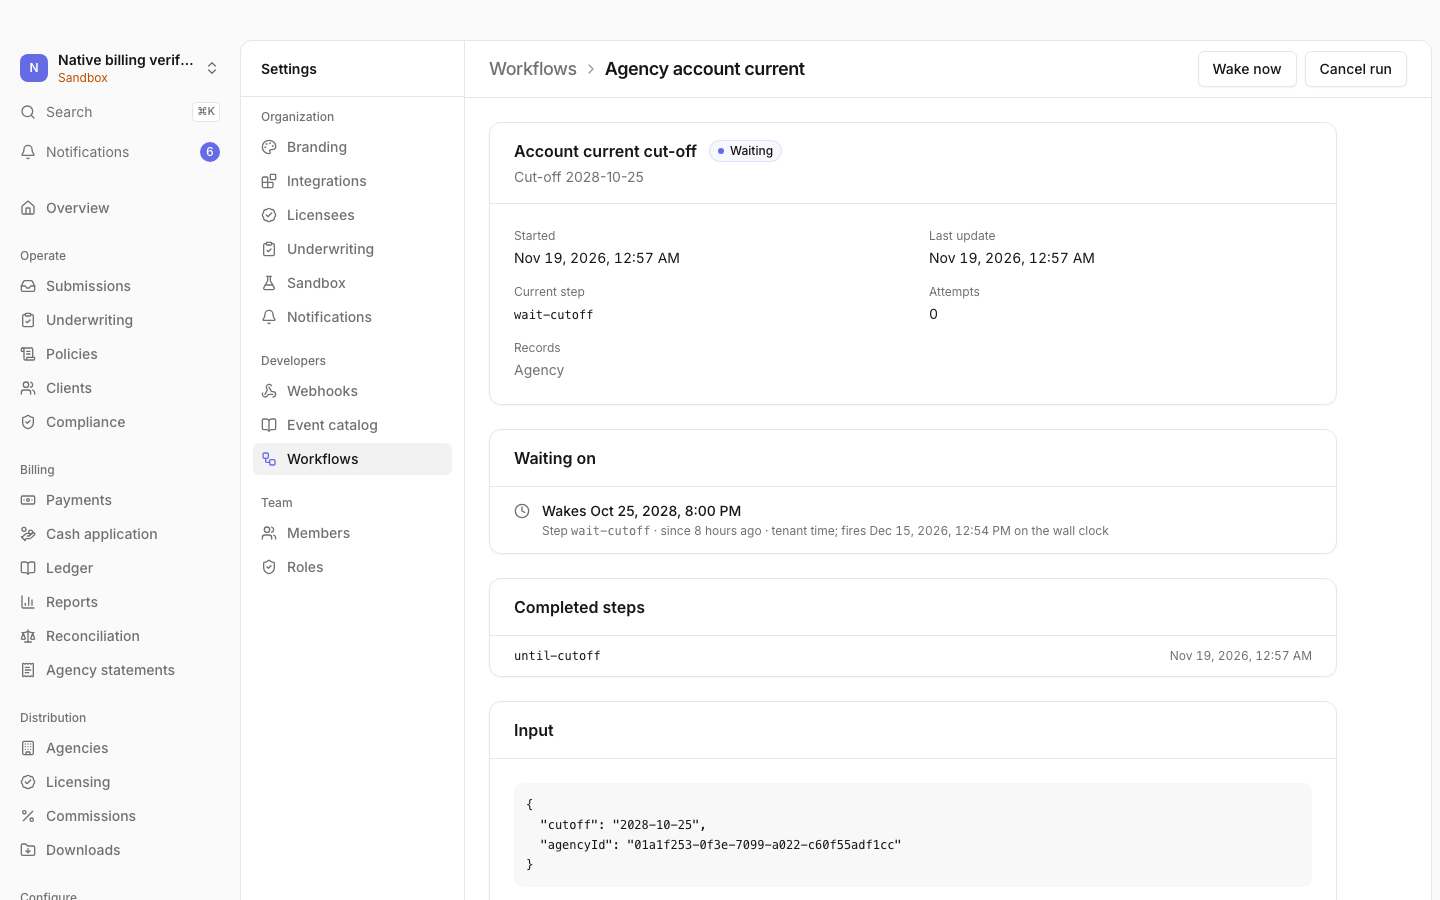 N
Native billing verif...
Sandbox
Search
⌘K
Notifications
6
Overview
Operate
Submissions
Underwriting
Policies
Clients
Compliance
Billing
Payments
Cash application
Ledger
Reports
Reconciliation
Agency statements
Distribution
Agencies
Licensing
Commissions
Downloads
Configure
Settings
Organization
Branding
Integrations
Licensees
Underwriting
Sandbox
Notifications
Developers
Webhooks
Event catalog
Workflows
Team
Members
Roles
Workflows > Agency account current
Wake now
Cancel run
Account current cut-off
Waiting
Cut-off 2028-10-25
Started
Nov 19, 2026, 12:57 AM
Last update
Nov 19, 2026, 12:57 AM
Current step
wait-cutoff
Attempts
0
Records
Agency
Waiting on
Wakes Oct 25, 2028, 8:00 PM
Step wait-cutoff · since 8 hours ago · tenant time; fires Dec 15, 2026, 12:54 PM on the wall clock
Completed steps
until-cutoff
Nov 19, 2026, 12:57 AM
Input
{
"cutoff": "2028-10-25",
"agencyId": "01a1f253-0f3e-7099-a022-c60f55adf1cc"
}